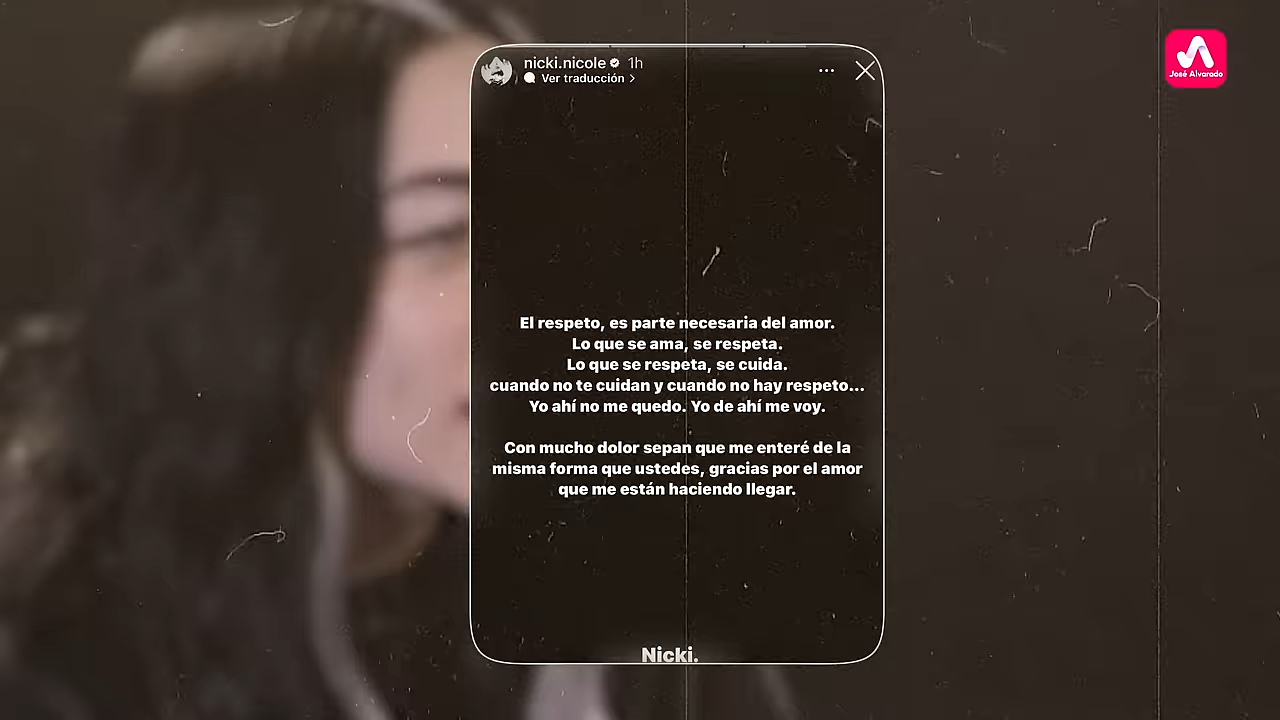 nicki.nicole 1h
Ver traducción
José Alvarado
El respeto, es parte necesaria del amor.
Lo que se ama, se respeta.
Lo que se respeta, se cuida.
cuando no te cuidan y cuando no hay respeto...
Yo ahí no me quedo. Yo de ahí me voy.
Con mucho dolor sepan que me enteré de la
misma forma que ustedes, gracias por el amor
que me están haciendo llegar.
Nicki.